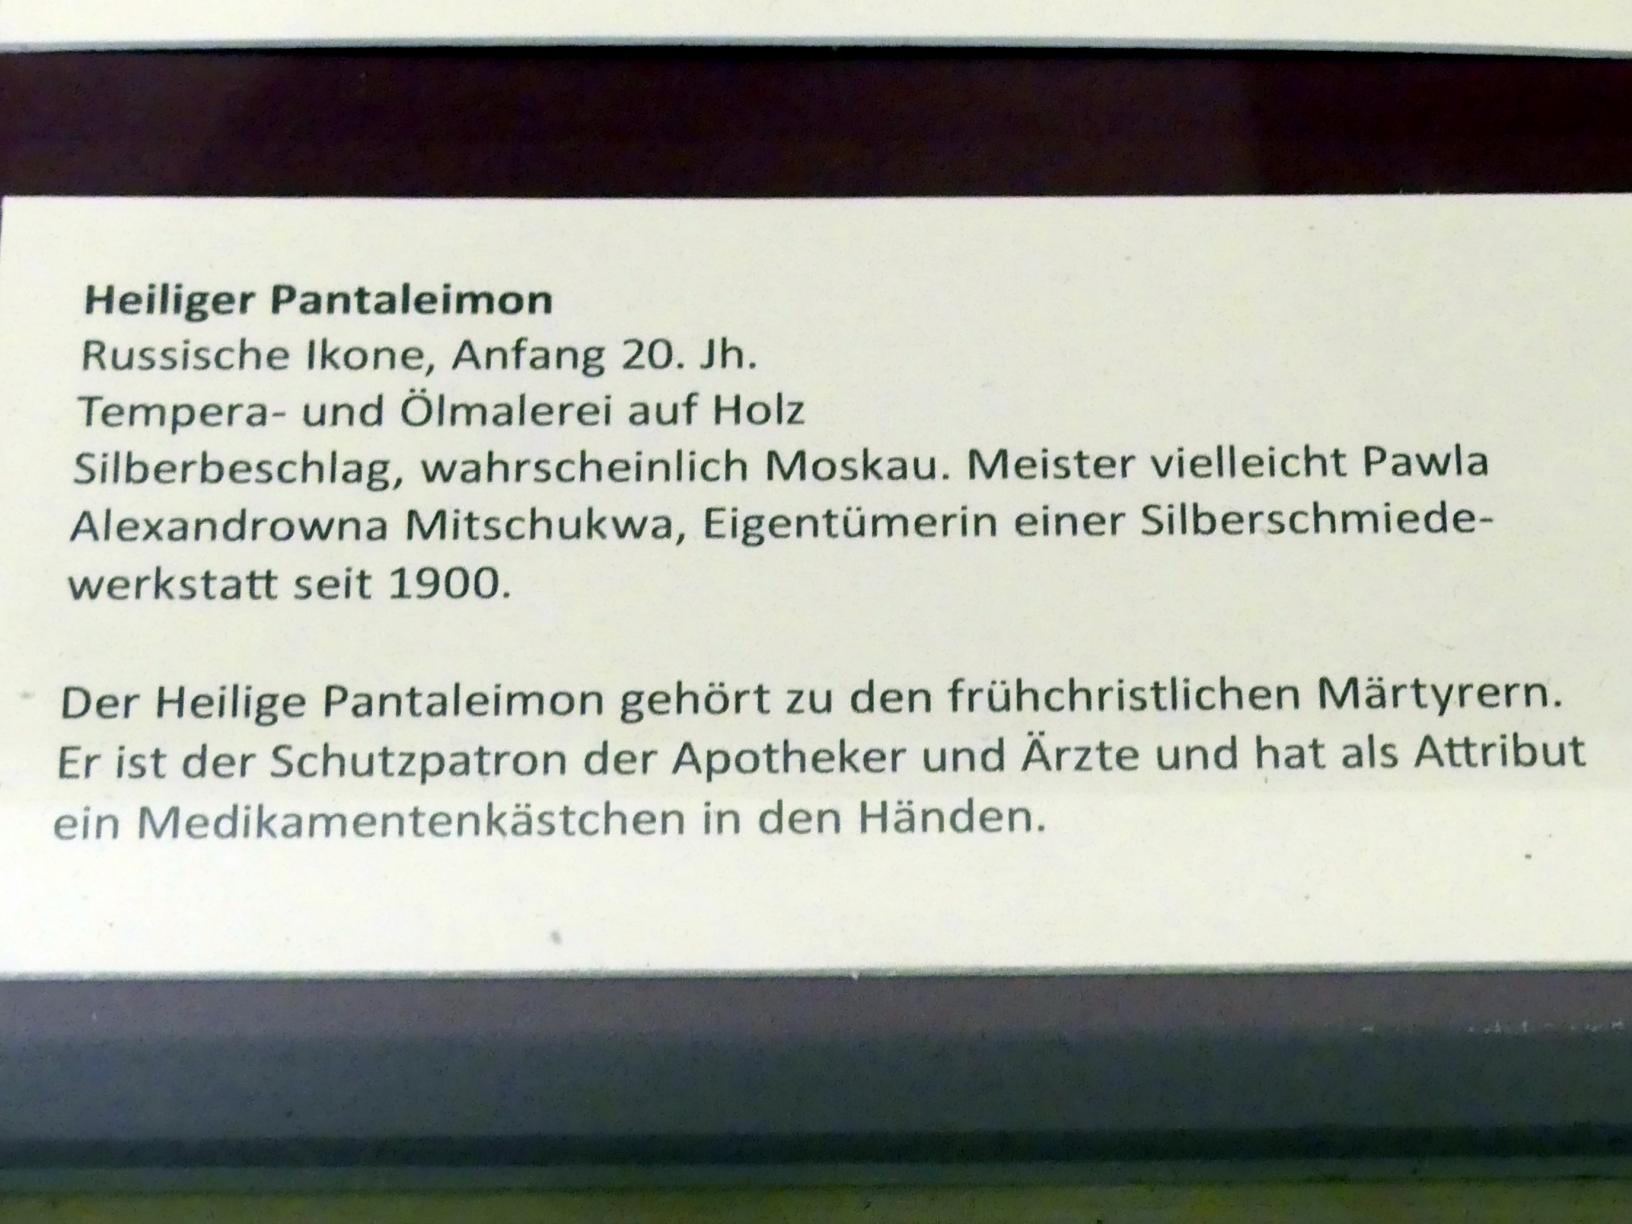 Heiliger Pantaleimon
Russische Ikone, Anfang 20. Jh.
Tempera- und Ölmalerei auf Holz
Silberbeschlag, wahrscheinlich Moskau. Meister vielleicht Pawla
Alexandrowna Mitschukwa, Eigentümerin einer Silberschmiede-
werkstatt seit 1900.
Der Heilige Pantaleimon gehört zu den frühchristlichen Märtyrern.
Er ist der Schutzpatron der Apotheker und Ärzte und hat als Attribut
ein Medikamentenkästchen in den Händen.